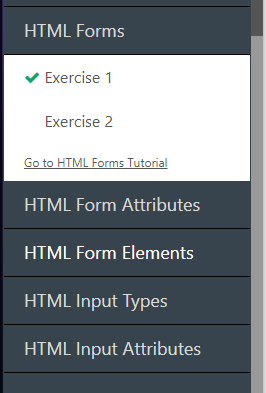 HTML Forms
Exercise 1
Exercise 2
Go to HTML Forms Tutorial
HTML Form Attributes
HTML Form Elements
HTML Input Types
HTML Input Attributes